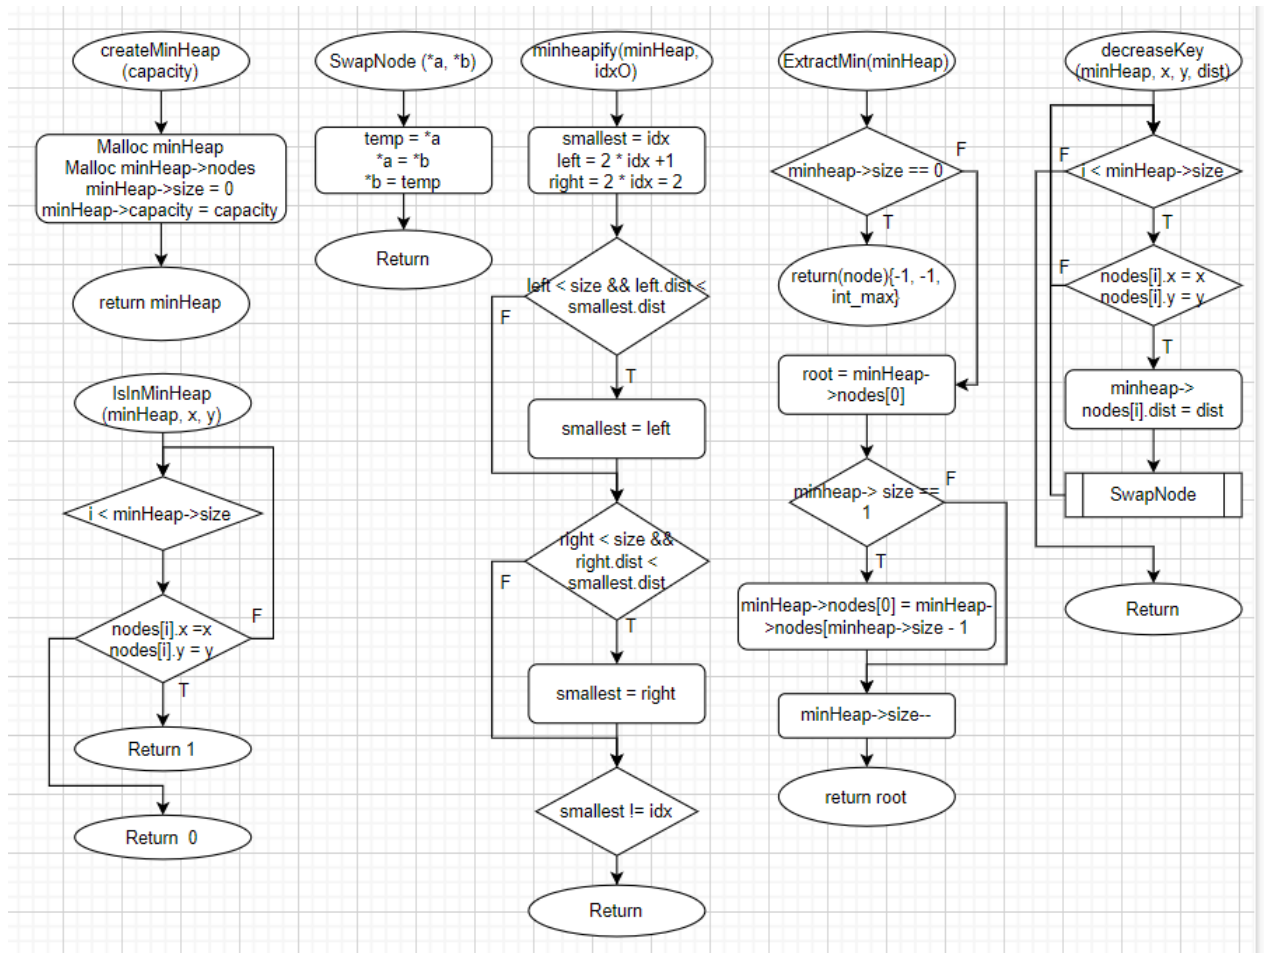 createMinHeap
(capacity)
Malloc minHeap
Malloc minHeap->nodes
minHeap->size = 0
minHeap->capacity = capacity
return minHeap
IsInMinHeap
(minHeap, x, y)
i < minHeap->size
nodes[i].x =x
nodes[i].y = y
F
T
Return 1
Return 0
SwapNode (*a, *b)
temp = *a
*a = *b
*b = temp
Return
minheapify(minHeap,
idxO)
smallest = idx
left = 2 * idx +1
right = 2 * idx = 2
left < size && left.dist <
smallest.dist
F
T
smallest = left
right < size &&
right.dist <
smallest.dist
F
T
smallest = right
smallest != idx
Return
ExtractMin(minHeap)
minheap->size == 0
F
T
return(node){-1, -1,
int_max}
root = minHeap-
>nodes[0]
minheap-> size ==
1
F
T
minHeap->nodes[0] = minHeap-
>nodes[minheap->size - 1
minHeap->size--
return root
decreaseKey
(minHeap, x, y, dist)
i < minHeap->size
F
T
nodes[i].x = x
nodes[i].y = y
F
T
minheap->
nodes[i].dist = dist
SwapNode
Return